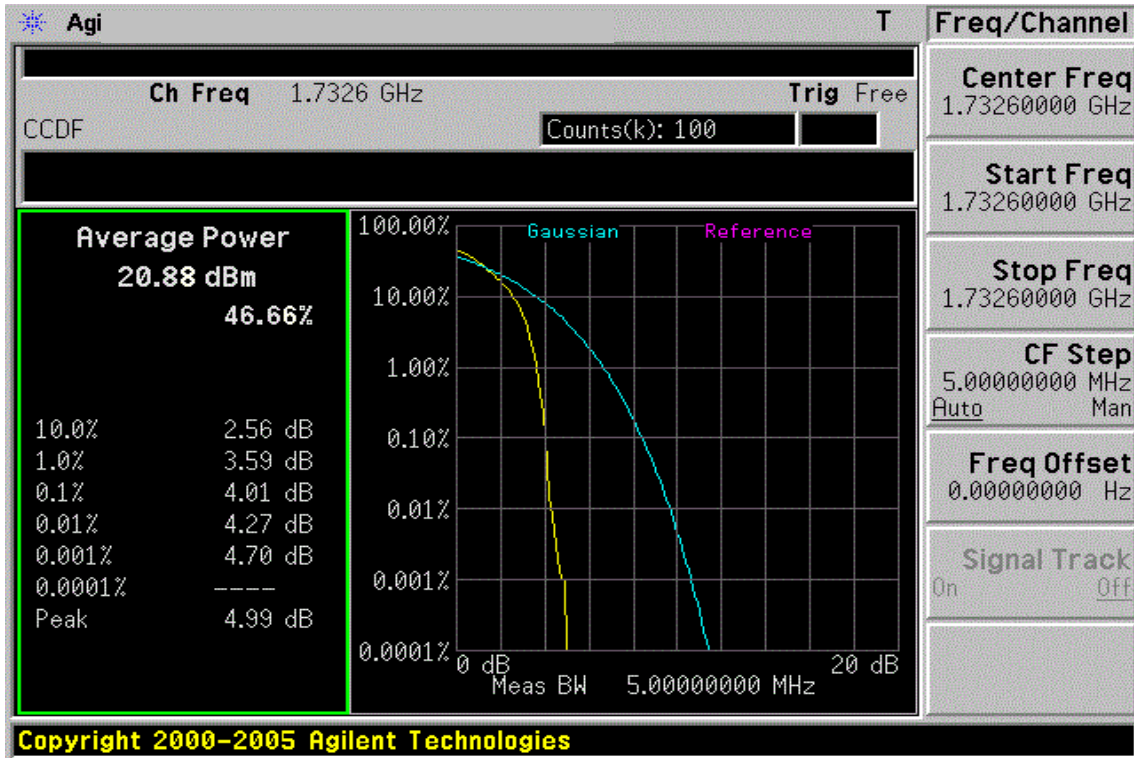 Agi T
Ch Freq 1.7326 GHz Trig Free
CCDF Counts(k): 100
Average Power
20.88 dBm
46.66%
10.0% 2.56 dB
1.0% 3.59 dB
0.1% 4.01 dB
0.01% 4.27 dB
0.001% 4.70 dB
0.0001% ----
Peak 4.99 dB
Gaussian Reference
100.00%
10.00%
1.00%
0.10%
0.01%
0.001%
0.0001%
0 dB 20 dB
Meas BW 5.00000000 MHz
Freq/Channel
Center Freq
1.73260000 GHz
Start Freq
1.73260000 GHz
Stop Freq
1.73260000 GHz
CF Step
5.00000000 MHz
Auto Man
Freq Offset
0.00000000 Hz
Signal Track
On Off
Copyright 2000-2005 Agilent Technologies